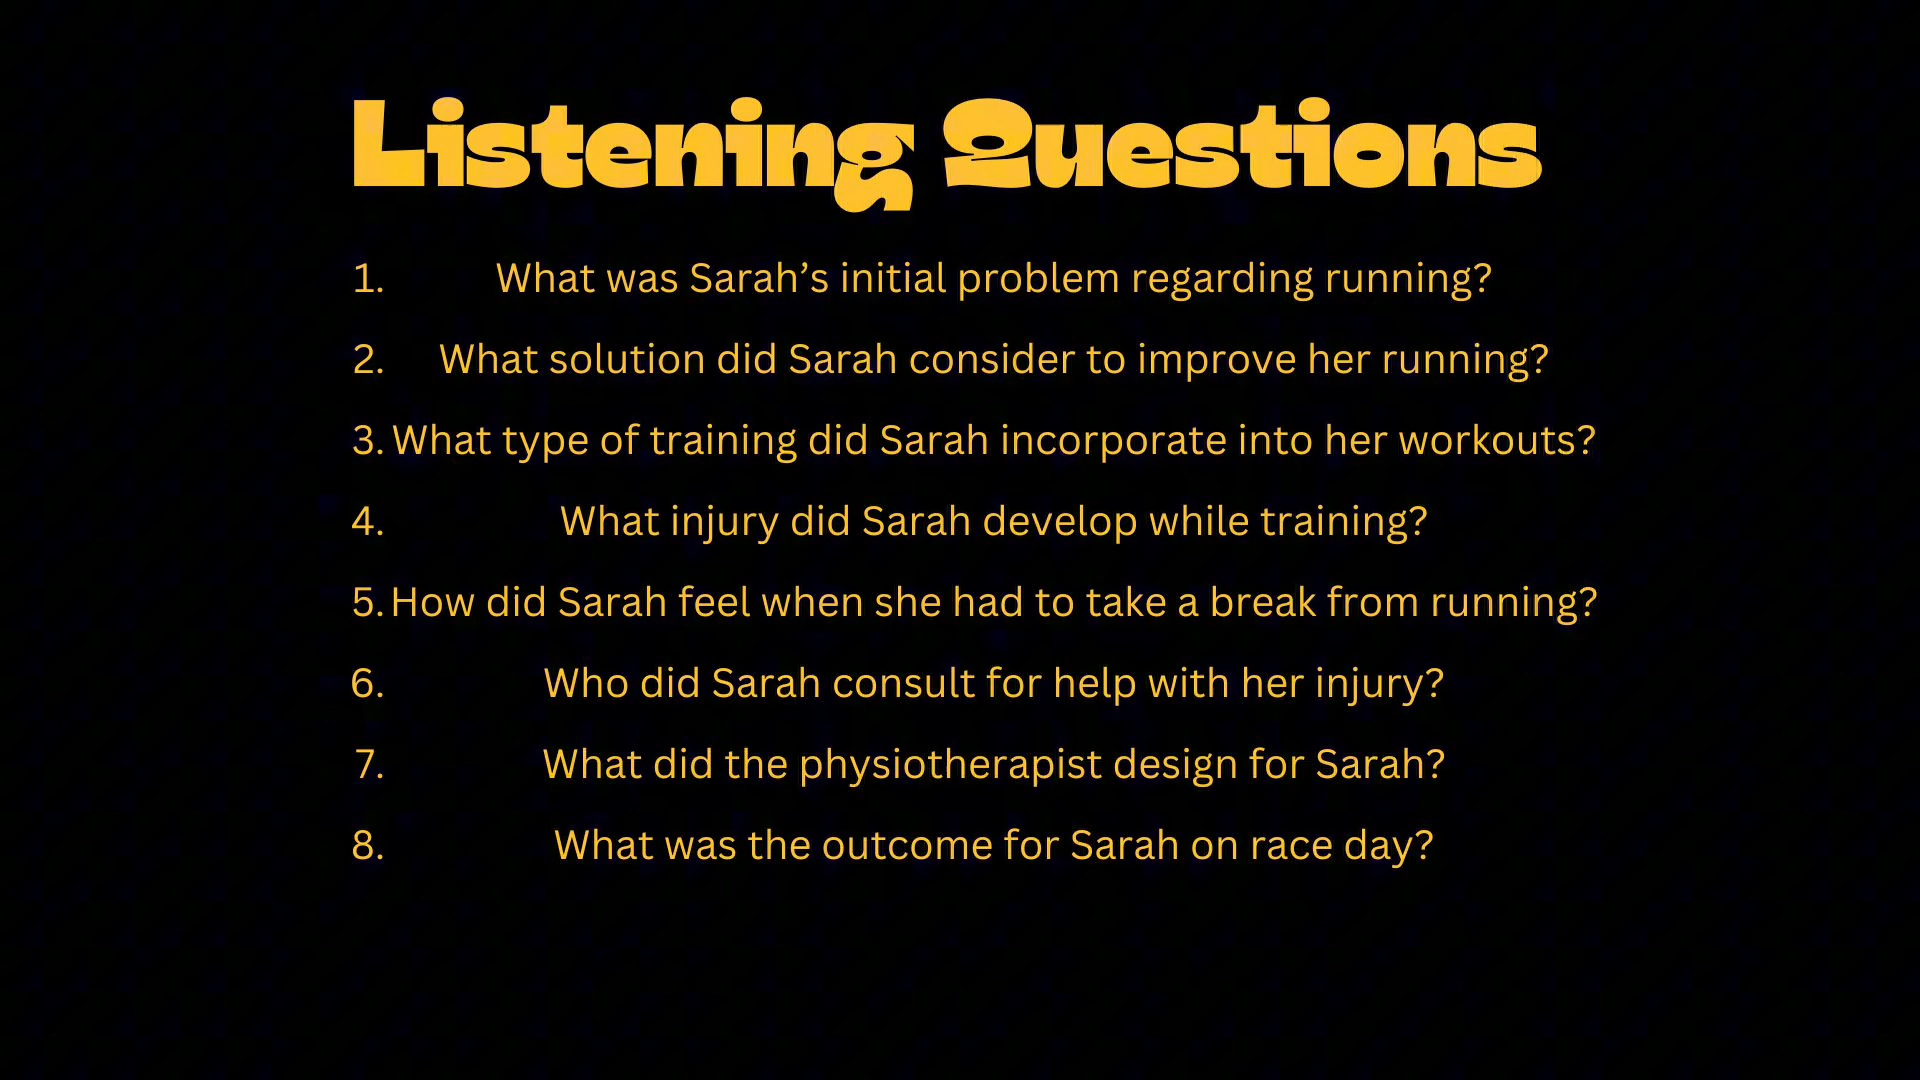 Listening Questions
1. What was Sarah’s initial problem regarding running?
2. What solution did Sarah consider to improve her running?
3. What type of training did Sarah incorporate into her workouts?
4. What injury did Sarah develop while training?
5. How did Sarah feel when she had to take a break from running?
6. Who did Sarah consult for help with her injury?
7. What did the physiotherapist design for Sarah?
8. What was the outcome for Sarah on race day?